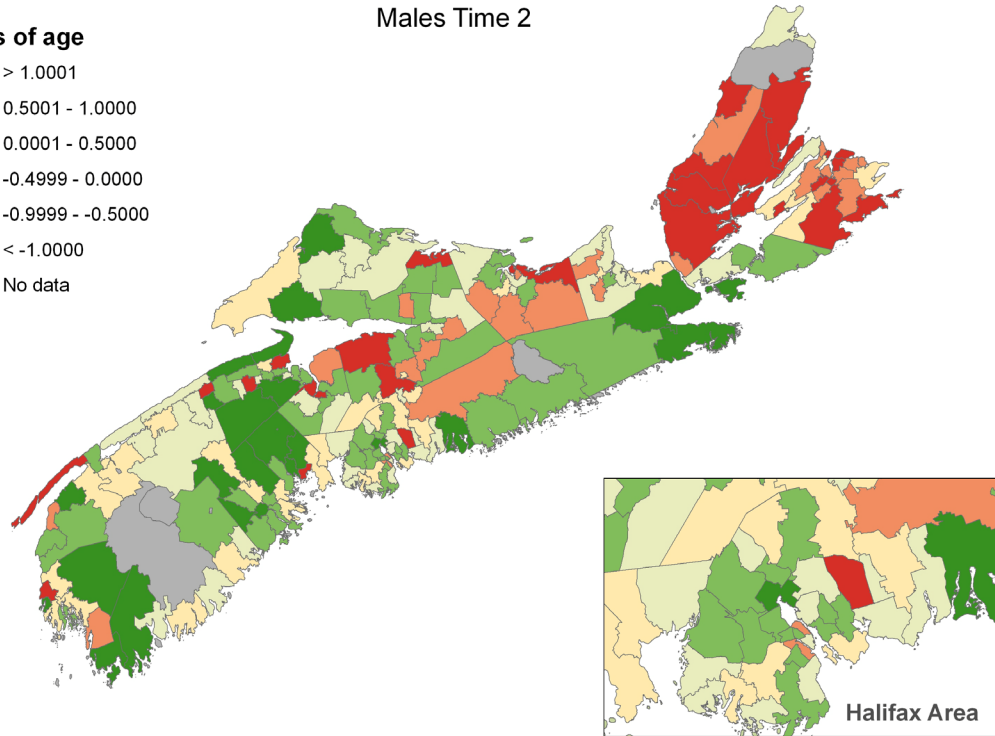 Males Time 2
s of age
> 1.0001
0.5001 - 1.0000
0.0001 - 0.5000
-0.4999 - 0.0000
-0.9999 - -0.5000
< -1.0000
No data
Halifax Area